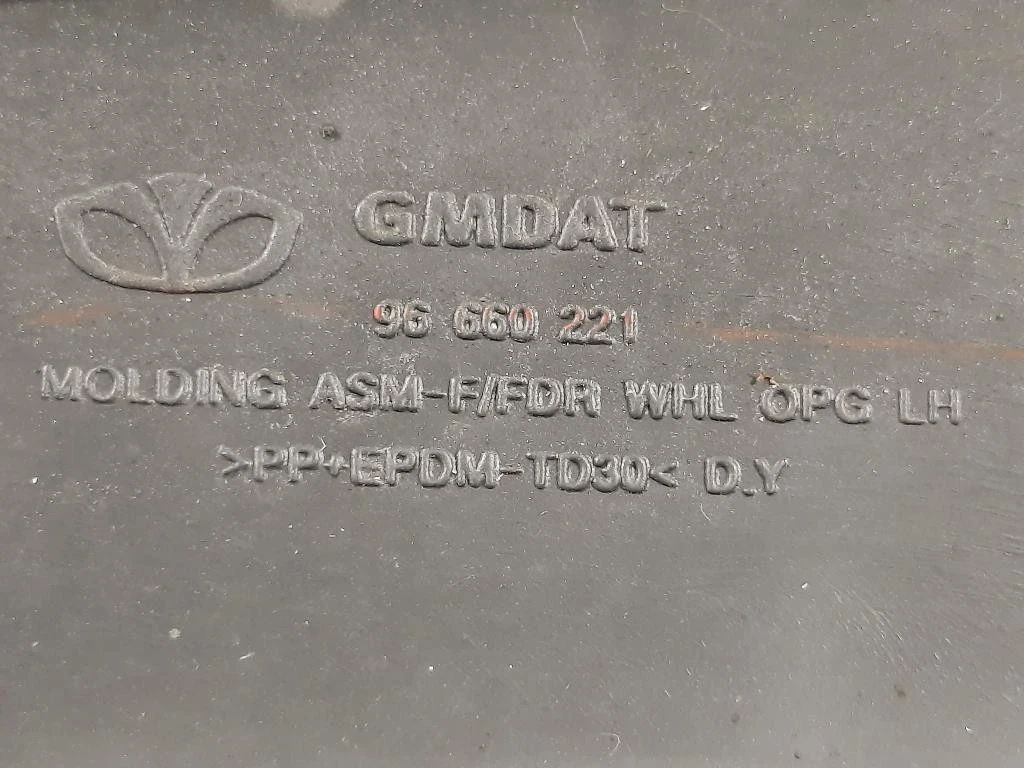 GMDAT
96 660 221
MOLDING ASM-F/FDR WHL OPG LH
>PP+EPDM-TD30< D.Y